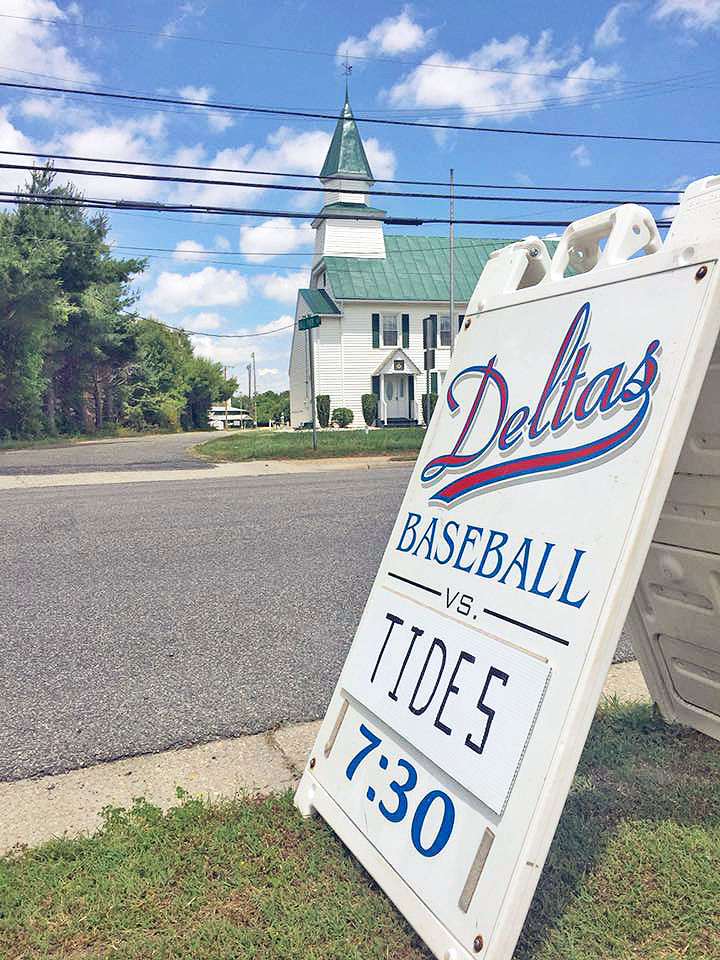 Deltas
BASEBALL
VS.
TIDES
7:30